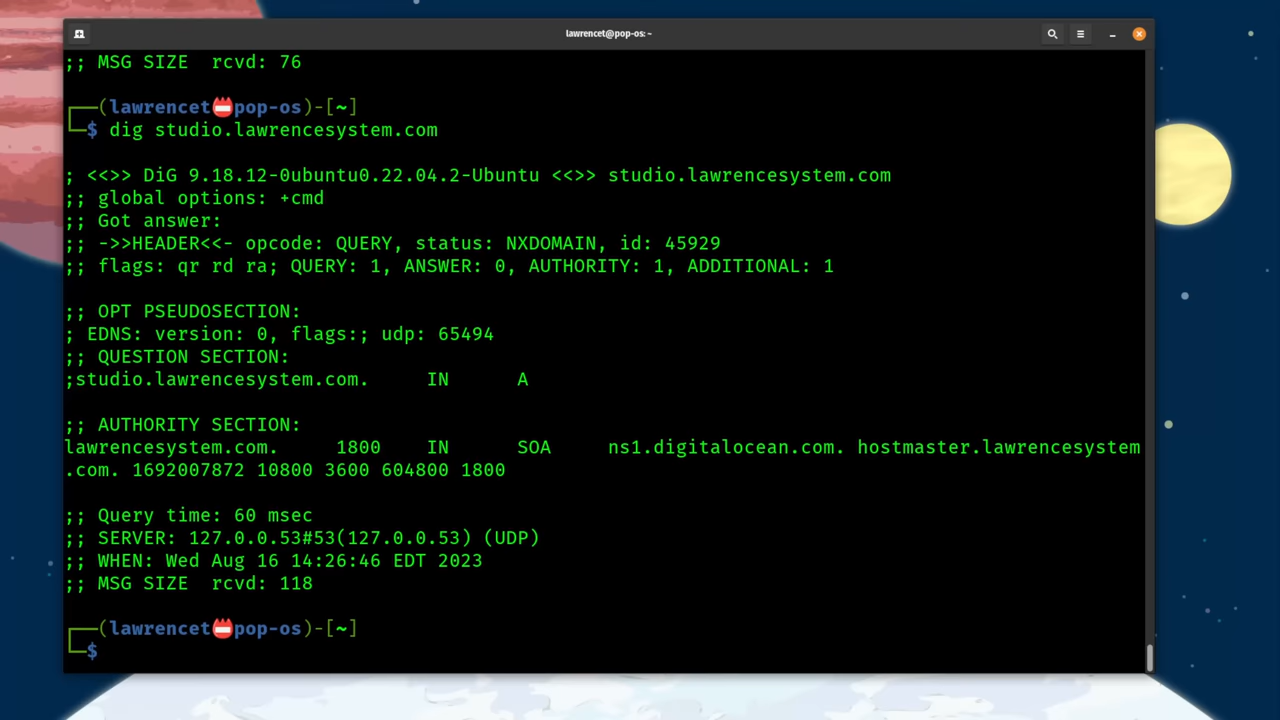 lawrencet@pop-os: ~
;; MSG SIZE  rcvd: 76
┌──(lawrencet📛pop-os)-[~]
└─$ dig studio.lawrencesystem.com
; <<>> DiG 9.18.12-0ubuntu0.22.04.2-Ubuntu <<>> studio.lawrencesystem.com
;; global options: +cmd
;; Got answer:
;; ->>HEADER<<- opcode: QUERY, status: NXDOMAIN, id: 45929
;; flags: qr rd ra; QUERY: 1, ANSWER: 0, AUTHORITY: 1, ADDITIONAL: 1
;; OPT PSEUDOSECTION:
; EDNS: version: 0, flags:; udp: 65494
;; QUESTION SECTION:
;studio.lawrencesystem.com.     IN      A
;; AUTHORITY SECTION:
lawrencesystem.com.     1800    IN      SOA     ns1.digitalocean.com. hostmaster.lawrencesystem
.com. 1692007872 10800 3600 604800 1800
;; Query time: 60 msec
;; SERVER: 127.0.0.53#53(127.0.0.53) (UDP)
;; WHEN: Wed Aug 16 14:26:46 EDT 2023
;; MSG SIZE  rcvd: 118
┌──(lawrencet📛pop-os)-[~]
└─$